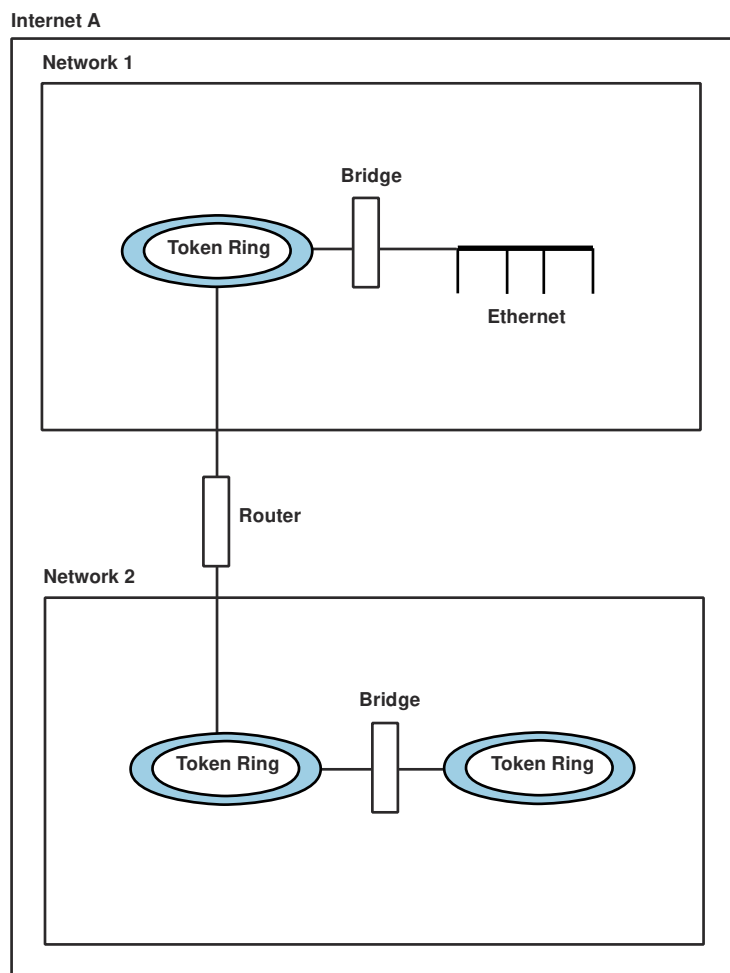 Internet A
Network 1
Bridge
Token Ring
Ethernet
Router
Network 2
Bridge
Token Ring
Token Ring